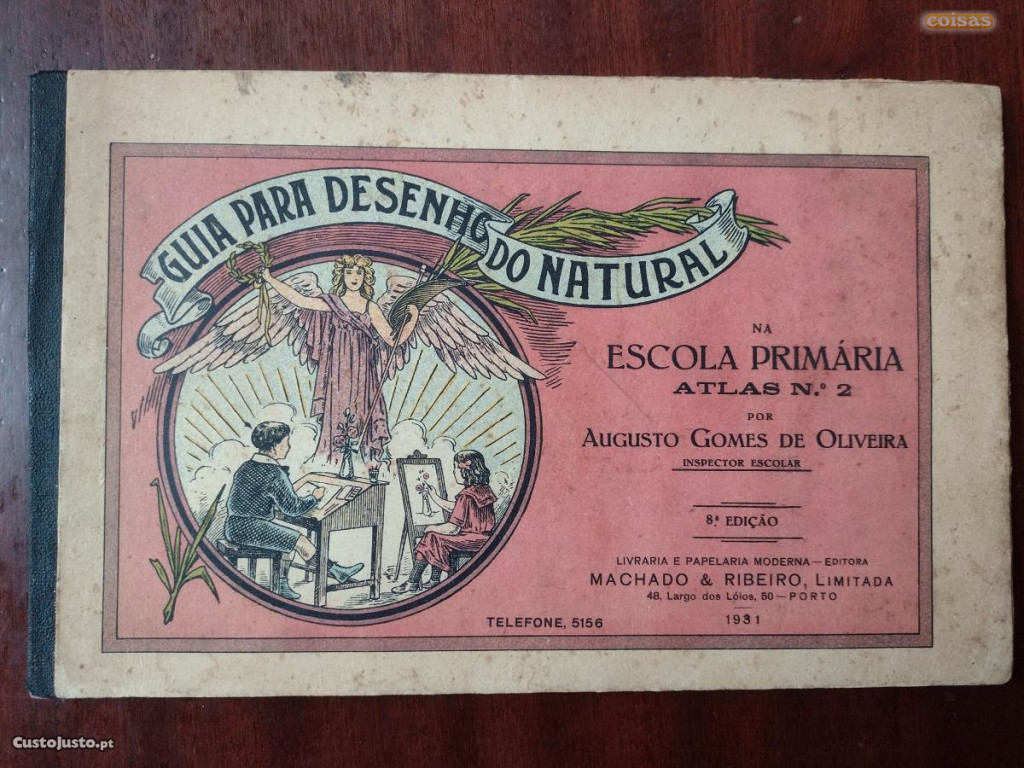 coisas
GUIA PARA DESENHO DO NATURAL
NA
ESCOLA PRIMÁRIA
ATLAS N.º 2
POR
AUGUSTO GOMES DE OLIVEIRA
INSPECTOR ESCOLAR
8.ª EDIÇÃO
LIVRARIA E PAPELARIA MODERNA — EDITORA
MACHADO & RIBEIRO, LIMITADA
48, Largo dos Lóios, 50 — PORTO
1931
TELEFONE, 5156
CustoJusto.pt